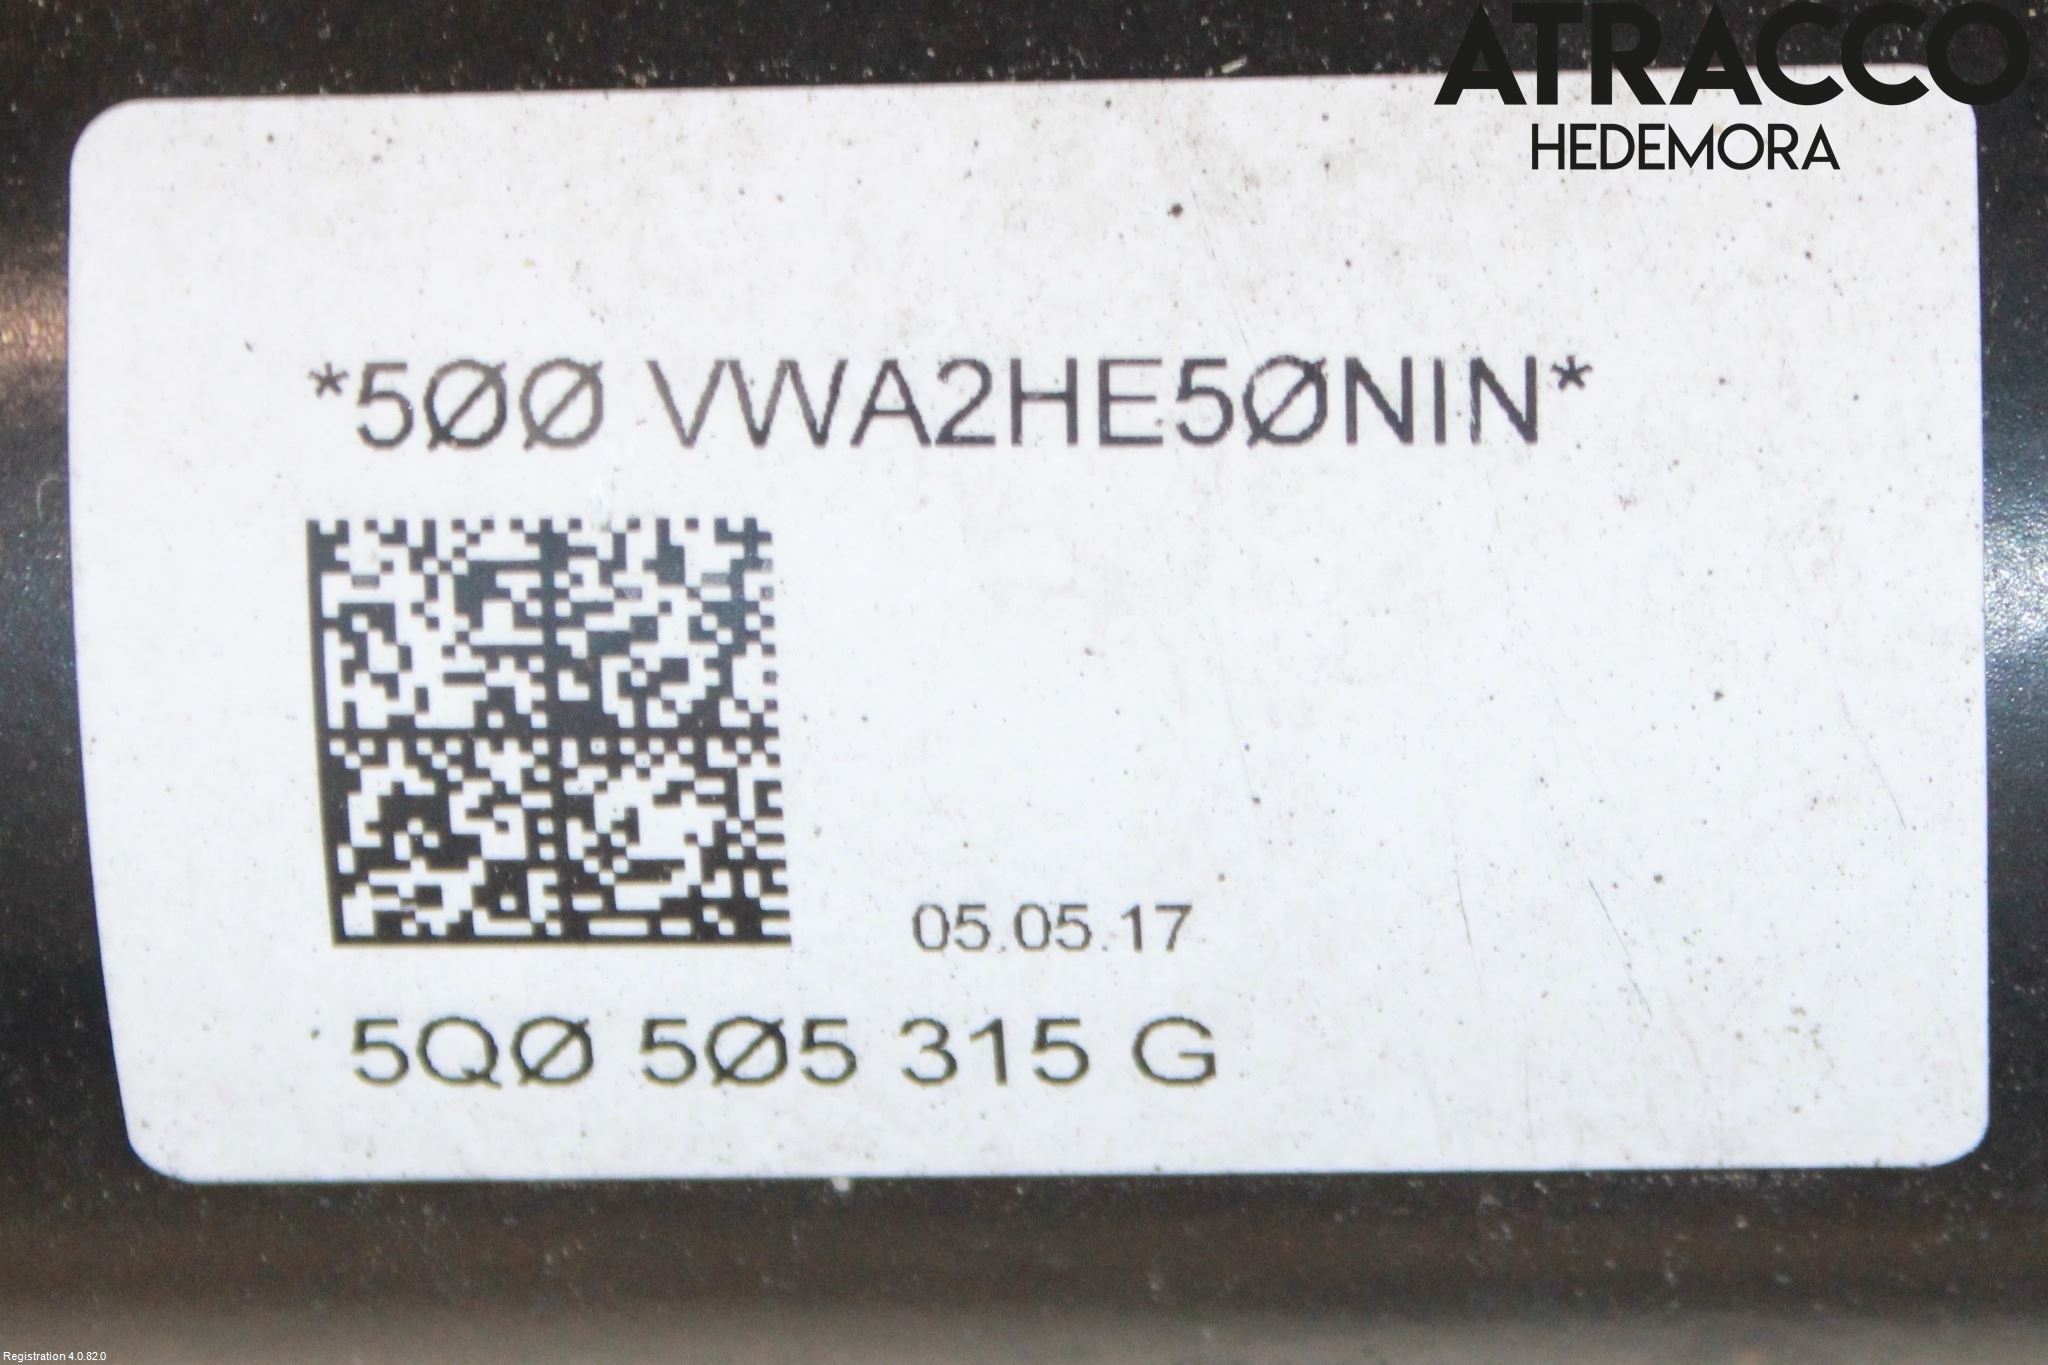 ATRACCO
HEDEMORA
*5ØØ VWA2HE5ØNIN*
05.05.17
5QØ 5Ø5 315 G
Registration 4.0.82.0